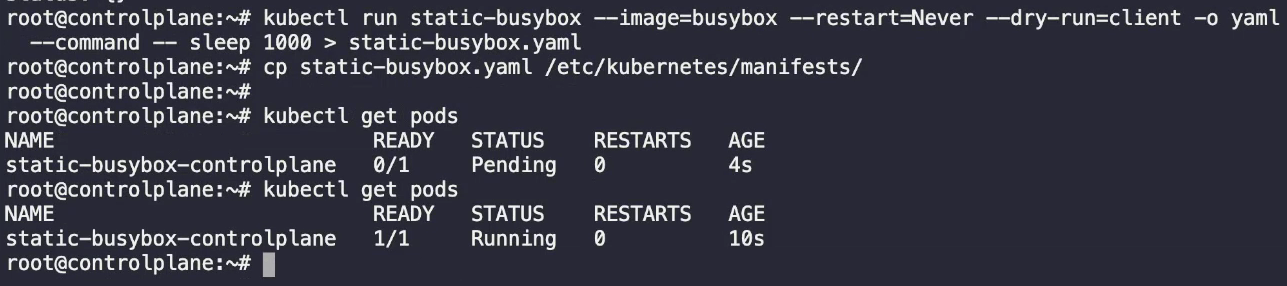 root@controlplane:~# kubectl run static-busybox --image=busybox --restart=Never --dry-run=client -o yaml
--command -- sleep 1000 > static-busybox.yaml
root@controlplane:~# cp static-busybox.yaml /etc/kubernetes/manifests/
root@controlplane:~#
root@controlplane:~# kubectl get pods
NAME READY STATUS RESTARTS AGE
static-busybox-controlplane 0/1 Pending 0 4s
root@controlplane:~# kubectl get pods
NAME READY STATUS RESTARTS AGE
static-busybox-controlplane 1/1 Running 0 10s
root@controlplane:~#